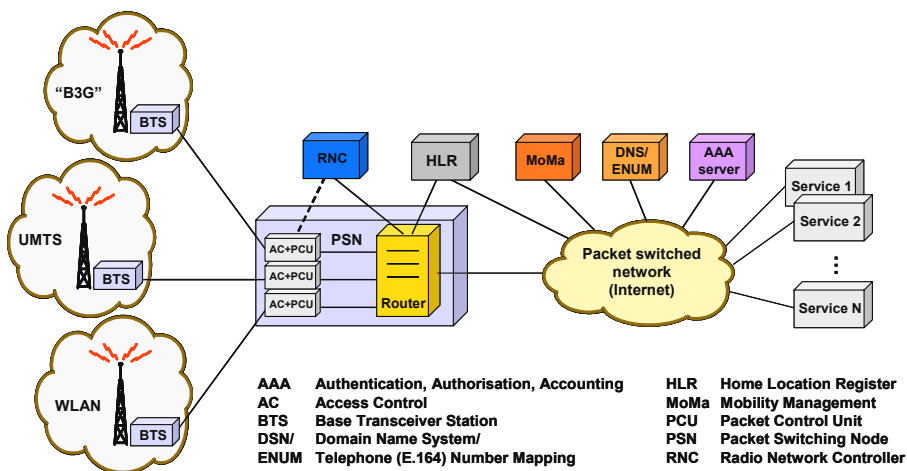 “B3G”
BTS
UMTS
BTS
WLAN
BTS
RNC
HLR
MoMa
DNS/
ENUM
AAA
server
PSN
AC+PCU
AC+PCU
AC+PCU
Router
Packet switched
network
(Internet)
Service 1
Service 2
⋮
Service N
AAA Authentication, Authorisation, Accounting
AC Access Control
BTS Base Transceiver Station
DSN/ Domain Name System/
ENUM Telephone (E.164) Number Mapping
HLR Home Location Register
MoMa Mobility Management
PCU Packet Control Unit
PSN Packet Switching Node
RNC Radio Network Controller